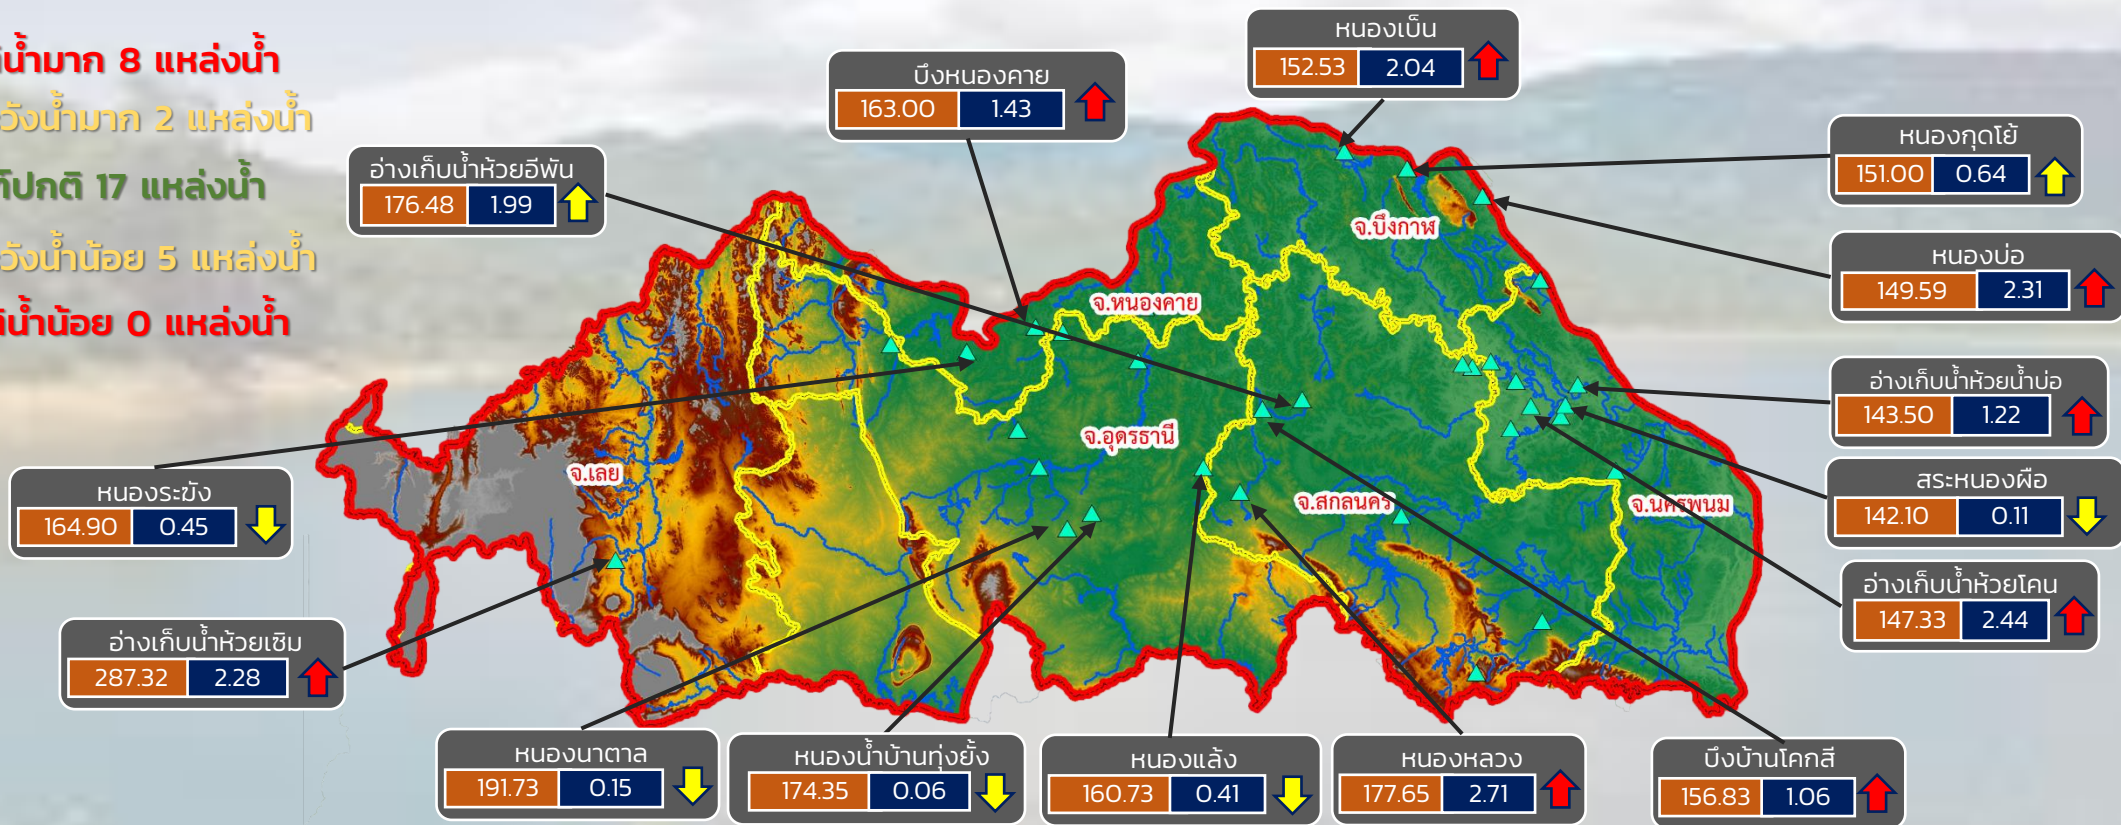 น้ำมาก 8 แหล่งน้ำ
วังน้ำมาก 2 แหล่งน้ำ
ปกติ 17 แหล่งน้ำ
วังน้ำน้อย 5 แหล่งน้ำ
น้ำน้อย 0 แหล่งน้ำ
หนองเบ็น
152.53 2.04
บึงหนองคาย
163.00 1.43
หนองกุดโย้
151.00 0.64
อ่างเก็บน้ำห้วยอีพัน
176.48 1.99
หนองบ่อ
149.59 2.31
จ.บึงกาฬ
จ.หนองคาย
อ่างเก็บน้ำห้วยน้ำบ่อ
143.50 1.22
จ.อุดรธานี
จ.เลย
สระหนองผือ
142.10 0.11
หนองระฆัง
164.90 0.45
จ.สกลนคร
จ.นครพนม
อ่างเก็บน้ำห้วยโคน
147.33 2.44
อ่างเก็บน้ำห้วยเซิม
287.32 2.28
หนองนาตาล
191.73 0.15
หนองน้ำบ้านทุ่งยั้ง
174.35 0.06
หนองแล้ง
160.73 0.41
หนองหลวง
177.65 2.71
บึงบ้านโคกสี
156.83 1.06